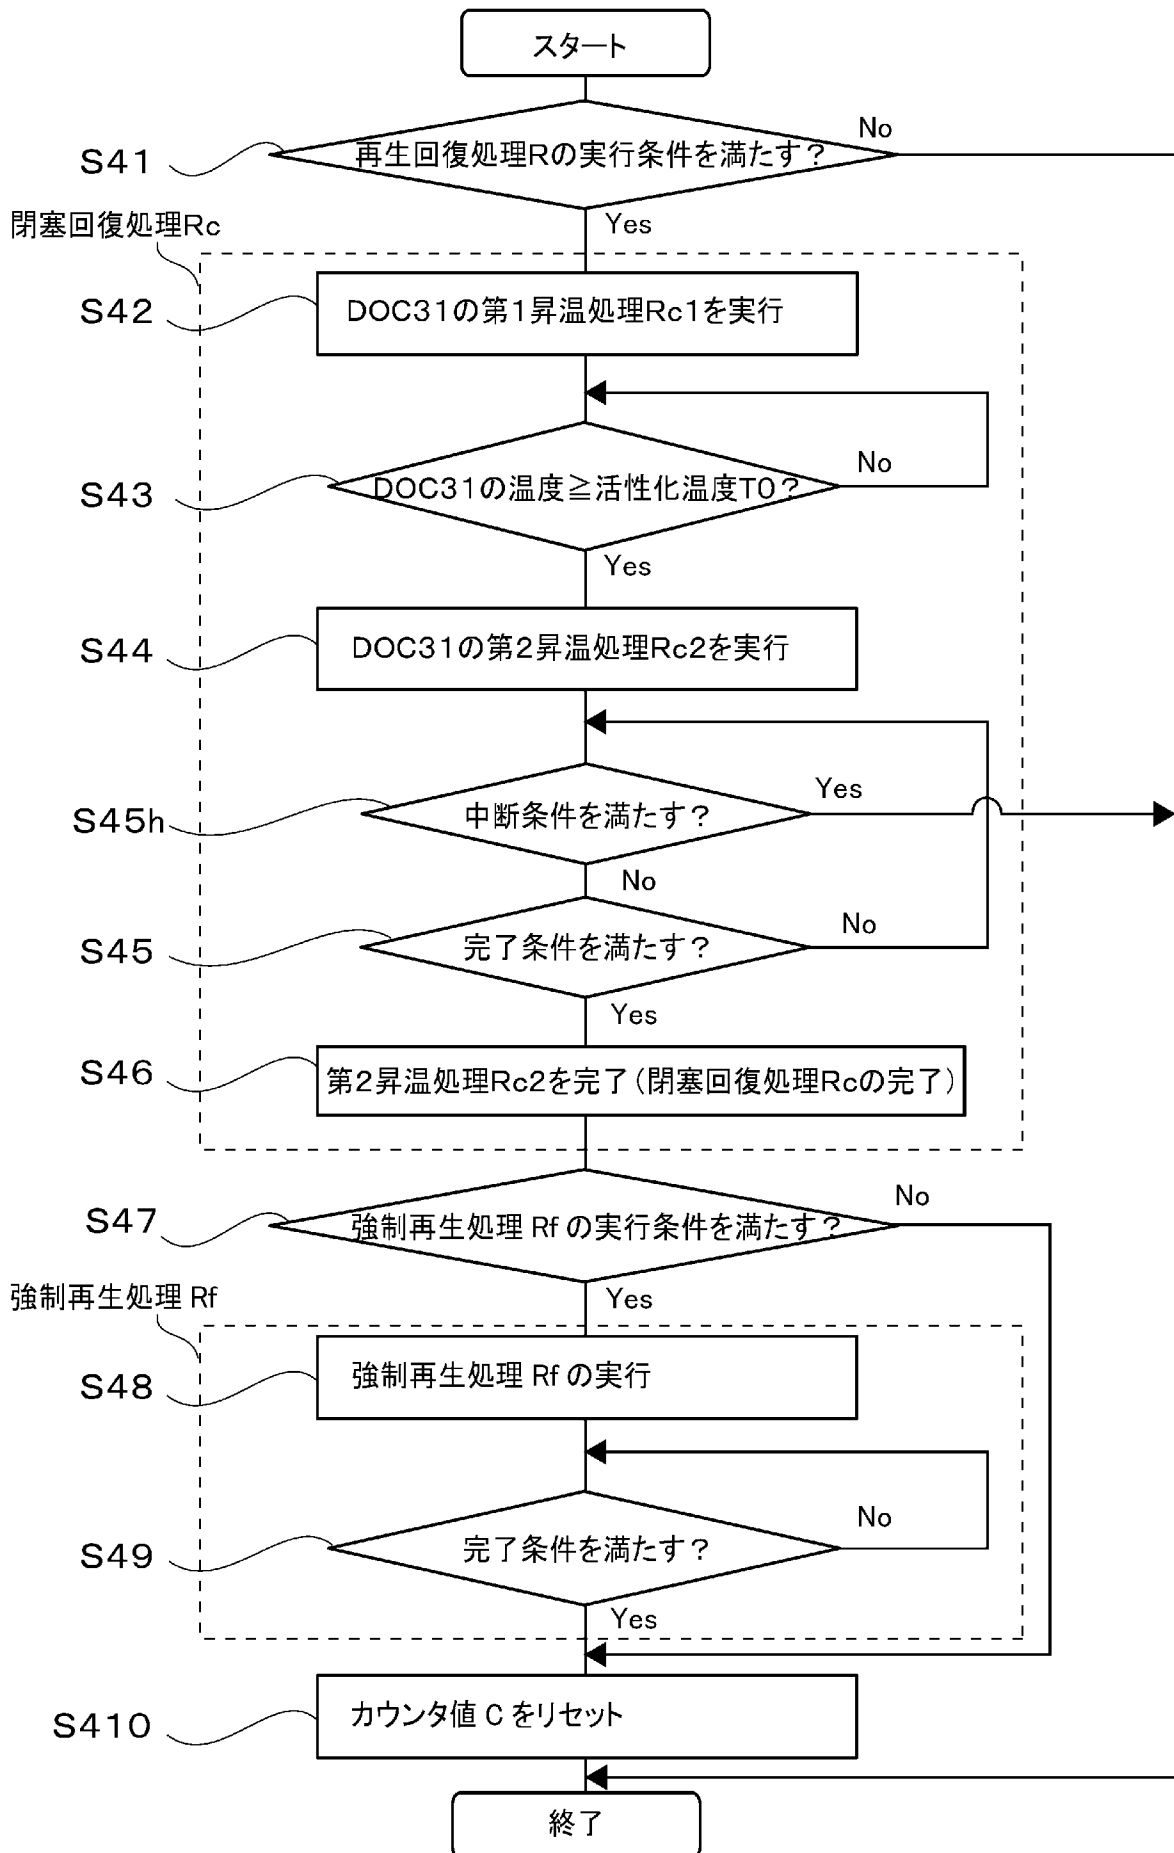 スタート
No
S41
再生回復処理Rの実行条件を満たす？
Yes
閉塞回復処理Rc
S42
DOC31の第1昇温処理Rc1を実行
No
S43
DOC31の温度≧活性化温度T0？
Yes
S44
DOC31の第2昇温処理Rc2を実行
Yes
S45h
中断条件を満たす？
No
No
S45
完了条件を満たす？
Yes
S46
第2昇温処理Rc2を完了（閉塞回復処理Rcの完了）
No
S47
強制再生処理 Rf の実行条件を満たす？
Yes
強制再生処理 Rf
S48
強制再生処理 Rf の実行
No
S49
完了条件を満たす？
Yes
S410
カウンタ値 C をリセット
終了